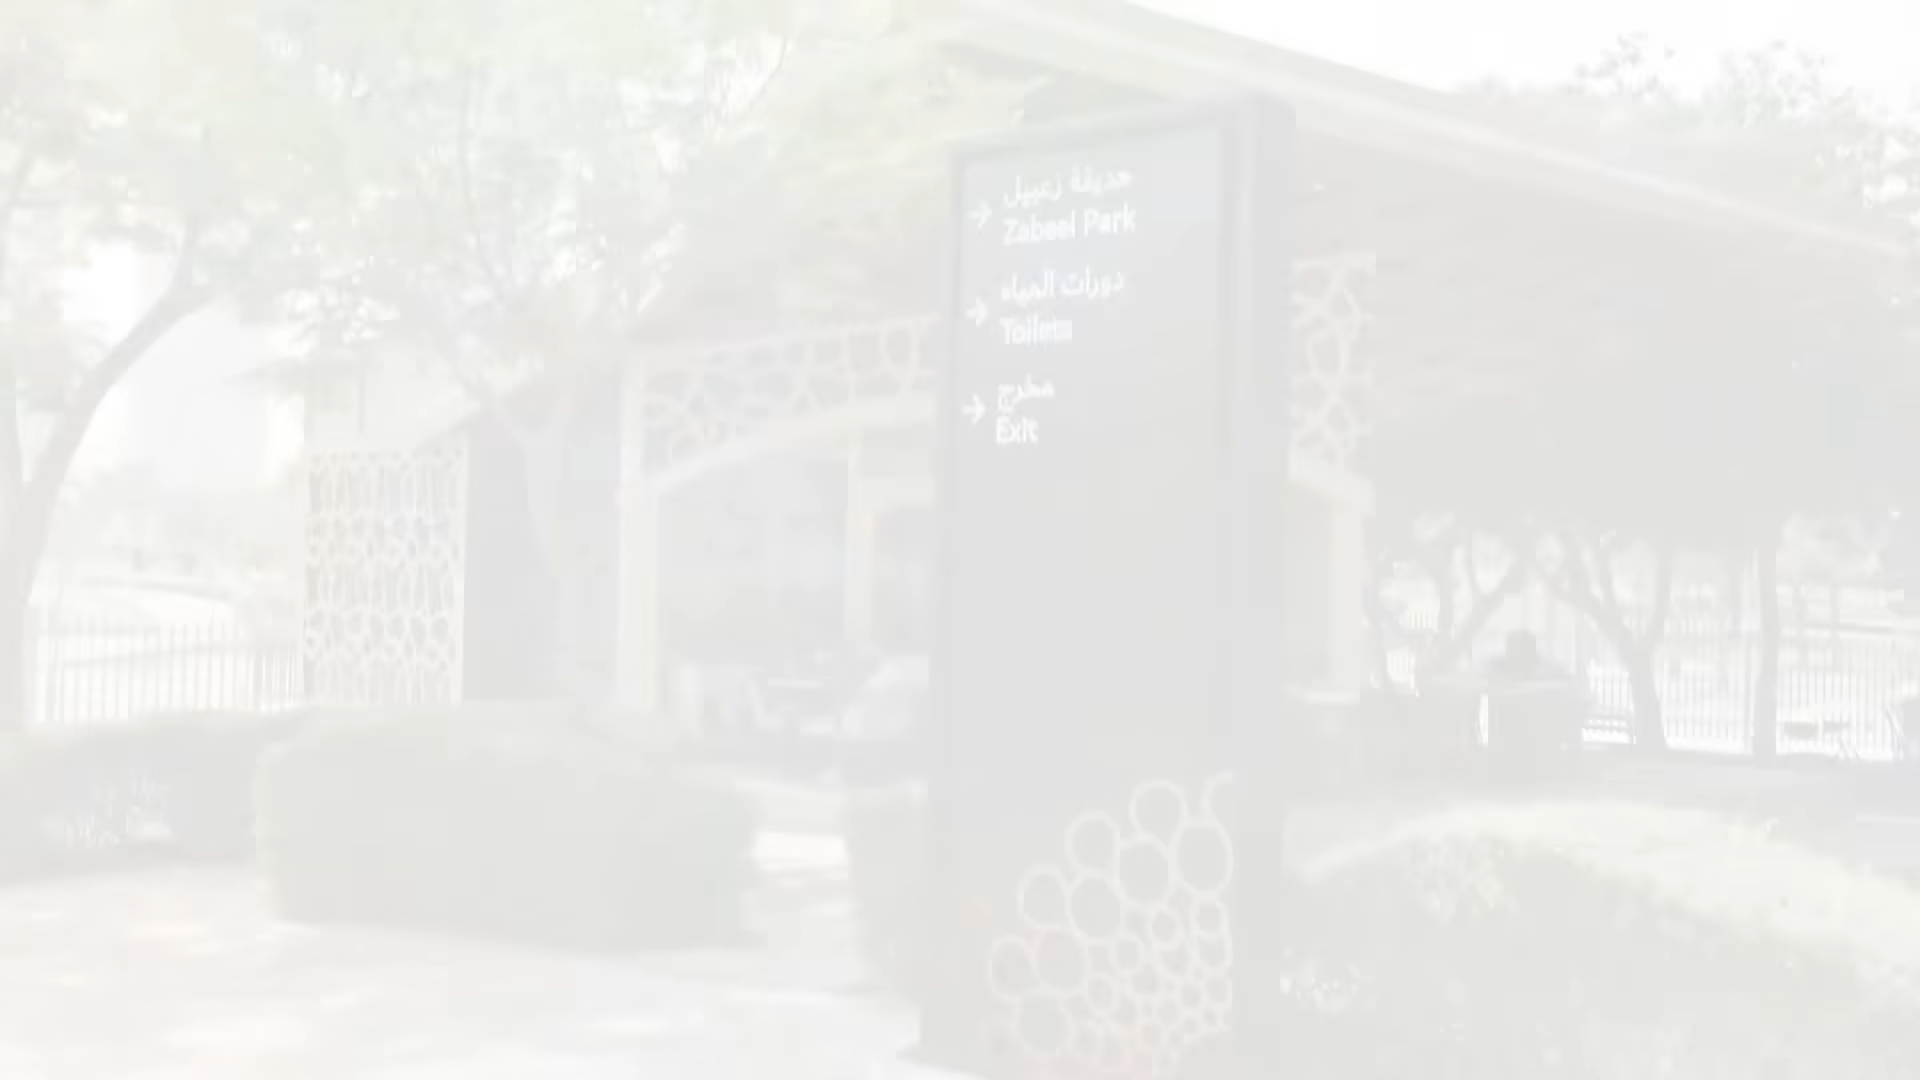 حديقة زعبيل
Zabeel Park
دورات المياه
Toilets
مخرج
Exit